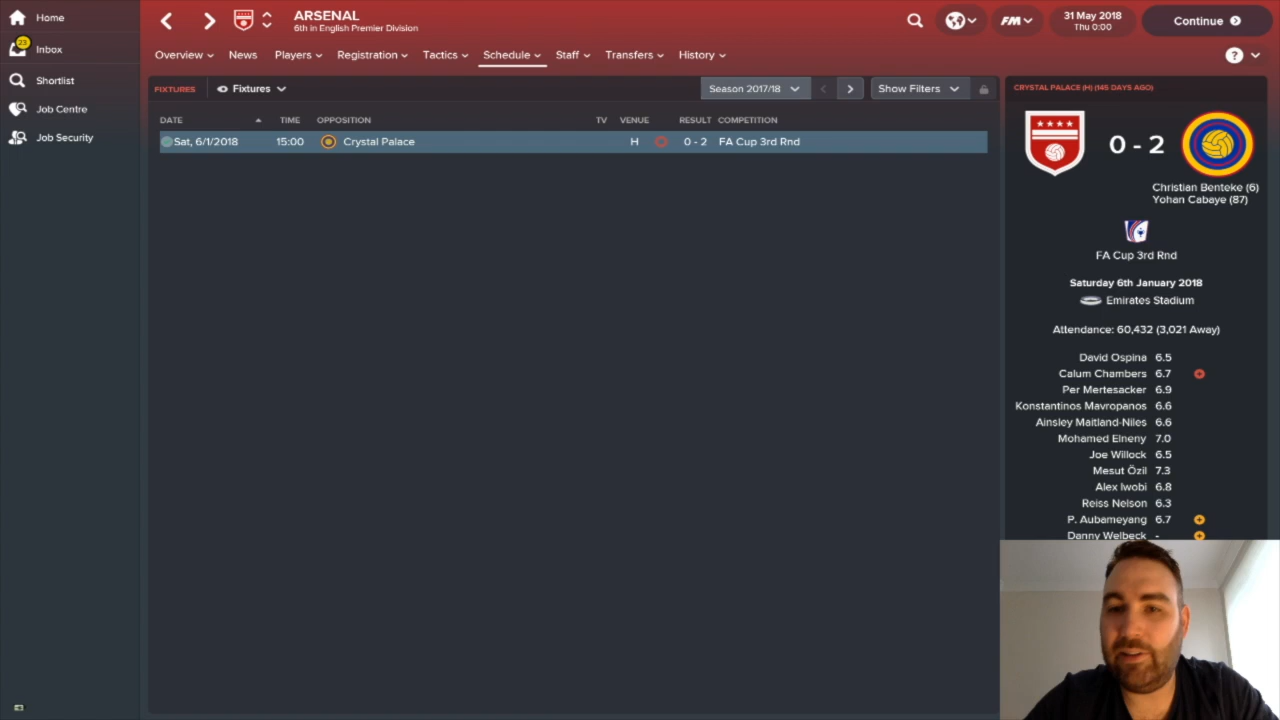 Home
Inbox
23
Shortlist
Job Centre
Job Security
ARSENAL
6th in English Premier Division
FM
31 May 2018
Thu 0:00
Continue
Overview
News
Players
Registration
Tactics
Schedule
Staff
Transfers
History
?
FIXTURES
Fixtures
Season 2017/18
Show Filters
DATE TIME OPPOSITION TV VENUE RESULT COMPETITION
Sat, 6/1/2018 15:00 Crystal Palace H 0 - 2 FA Cup 3rd Rnd
CRYSTAL PALACE (H) (145 DAYS AGO)
0 - 2
Christian Benteke (6)
Yohan Cabaye (87)
FA Cup 3rd Rnd
Saturday 6th January 2018
Emirates Stadium
Attendance: 60,432 (3,021 Away)
David Ospina 6.5
Calum Chambers 6.7
Per Mertesacker 6.9
Konstantinos Mavropanos 6.6
Ainsley Maitland-Niles 6.6
Mohamed Elneny 7.0
Joe Willock 6.5
Mesut Özil 7.3
Alex Iwobi 6.8
Reiss Nelson 6.3
P. Aubameyang 6.7
Danny Welbeck -